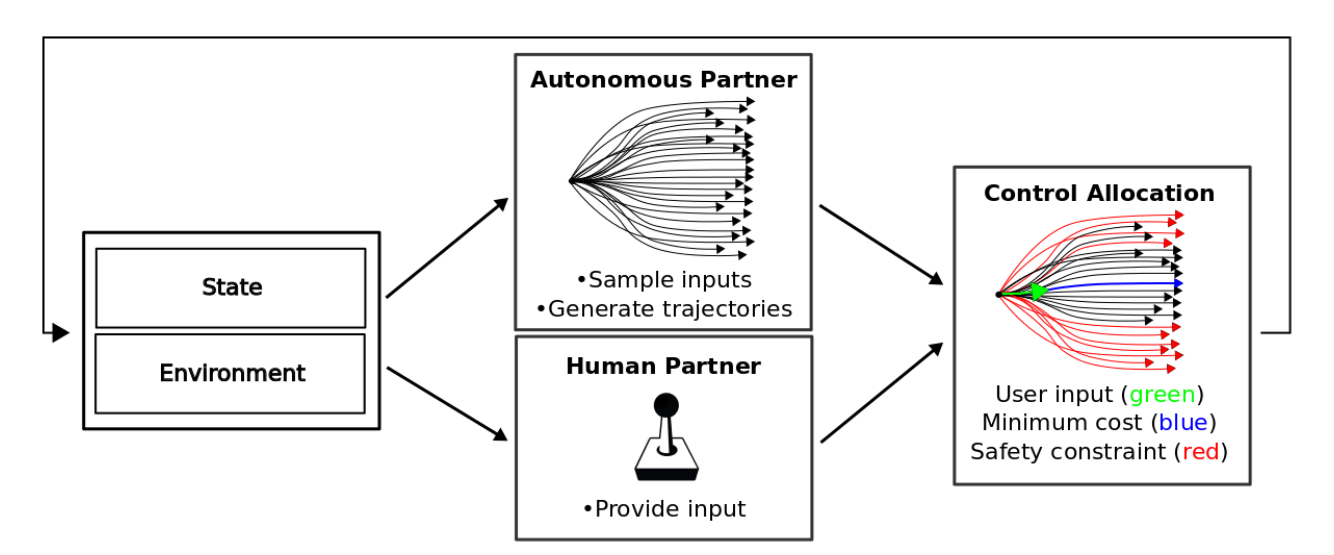 State
Environment
Autonomous Partner
•Sample inputs
•Generate trajectories
Human Partner
•Provide input
Control Allocation
User input (green)
Minimum cost (blue)
Safety constraint (red)